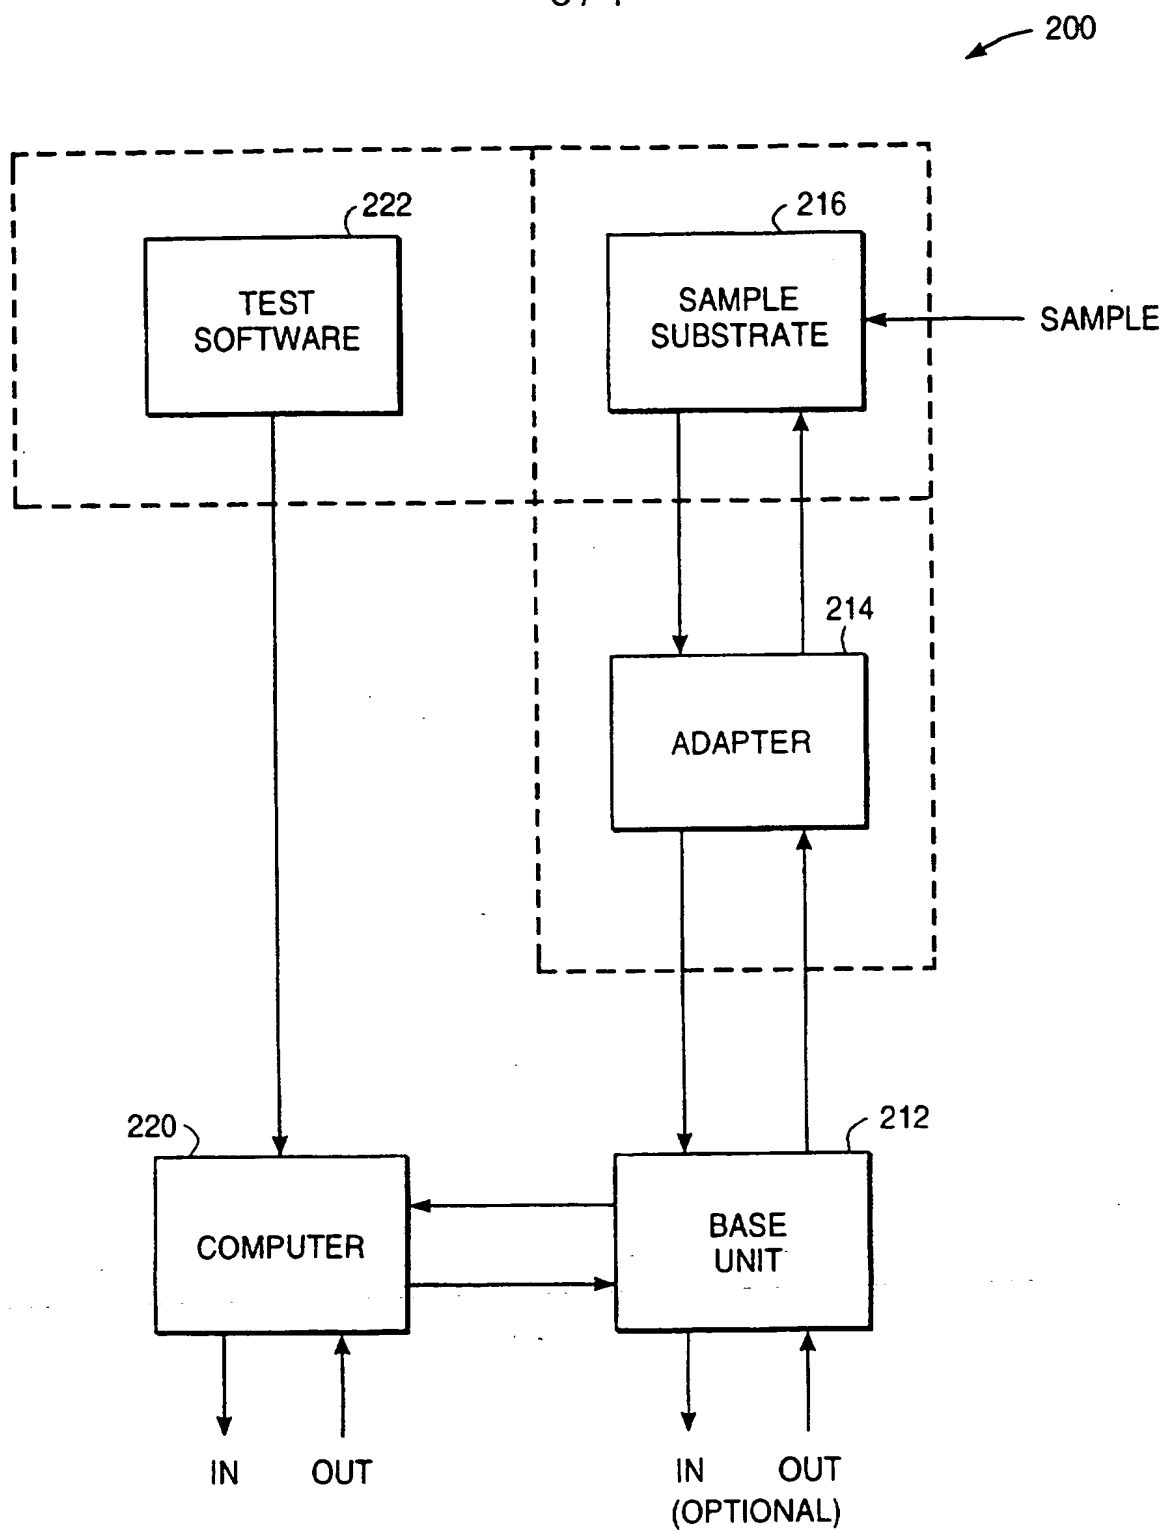 200
222
216
TEST
SOFTWARE
SAMPLE
SUBSTRATE
SAMPLE
214
ADAPTER
220
212
COMPUTER
BASE
UNIT
IN
OUT
IN
OUT
(OPTIONAL)